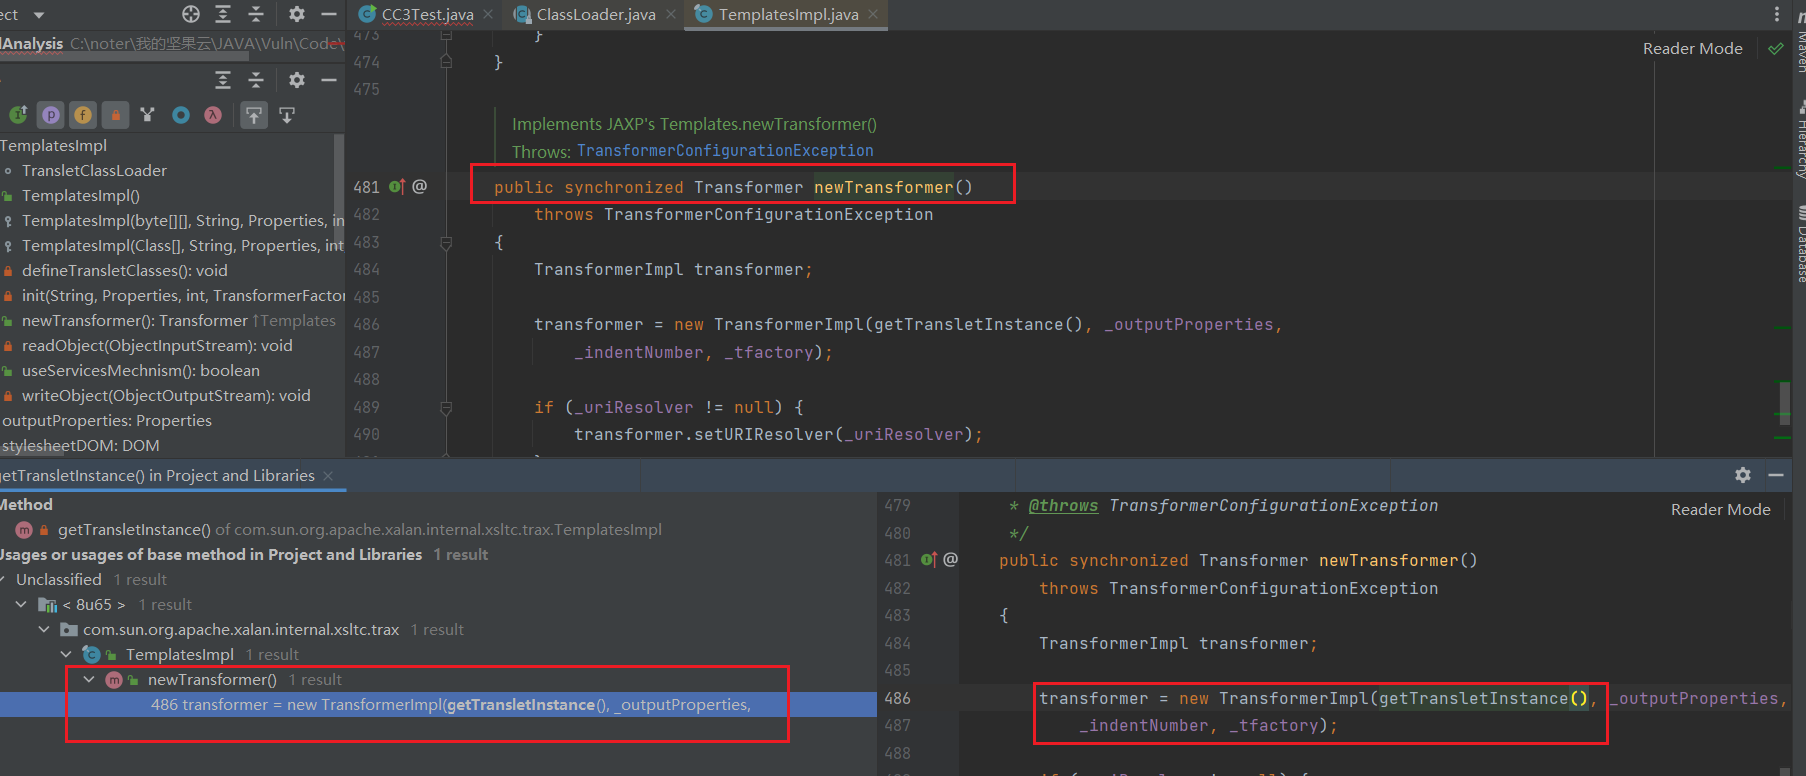 ect
CC3Test.java
ClassLoader.java
TemplatesImpl.java
lAnalysis C:\noter\我的坚果云\JAVA\Vuln\Code\
TemplatesImpl
TransletClassLoader
TemplatesImpl()
TemplatesImpl(byte[][], String, Properties, in
TemplatesImpl(Class[], String, Properties, int
defineTransletClasses(): void
init(String, Properties, int, TransformerFactor
newTransformer(): Transformer ↑Templates
readObject(ObjectInputStream): void
useServicesMechnism(): boolean
writeObject(ObjectOutputStream): void
outputProperties: Properties
stylesheetDOM: DOM
Reader Mode
473 }
474 }
475
Implements JAXP's Templates.newTransformer()
Throws: TransformerConfigurationException
481 @ public synchronized Transformer newTransformer()
482 throws TransformerConfigurationException
483 {
484 TransformerImpl transformer;
485
486 transformer = new TransformerImpl(getTransletInstance(), _outputProperties,
487 _indentNumber, _tfactory);
488
489 if (_uriResolver != null) {
490 transformer.setURIResolver(_uriResolver);
Maven
Hierarchy
Database
getTransletInstance() in Project and Libraries
Method
getTransletInstance() of com.sun.org.apache.xalan.internal.xsltc.trax.TemplatesImpl
Usages or usages of base method in Project and Libraries 1 result
Unclassified 1 result
< 8u65 > 1 result
com.sun.org.apache.xalan.internal.xsltc.trax 1 result
TemplatesImpl 1 result
newTransformer() 1 result
486 transformer = new TransformerImpl(getTransletInstance(), _outputProperties,
Reader Mode
479 * @throws TransformerConfigurationException
480 */
481 @ public synchronized Transformer newTransformer()
482 throws TransformerConfigurationException
483 {
484 TransformerImpl transformer;
485
486 transformer = new TransformerImpl(getTransletInstance(), _outputProperties,
487 _indentNumber, _tfactory);
488